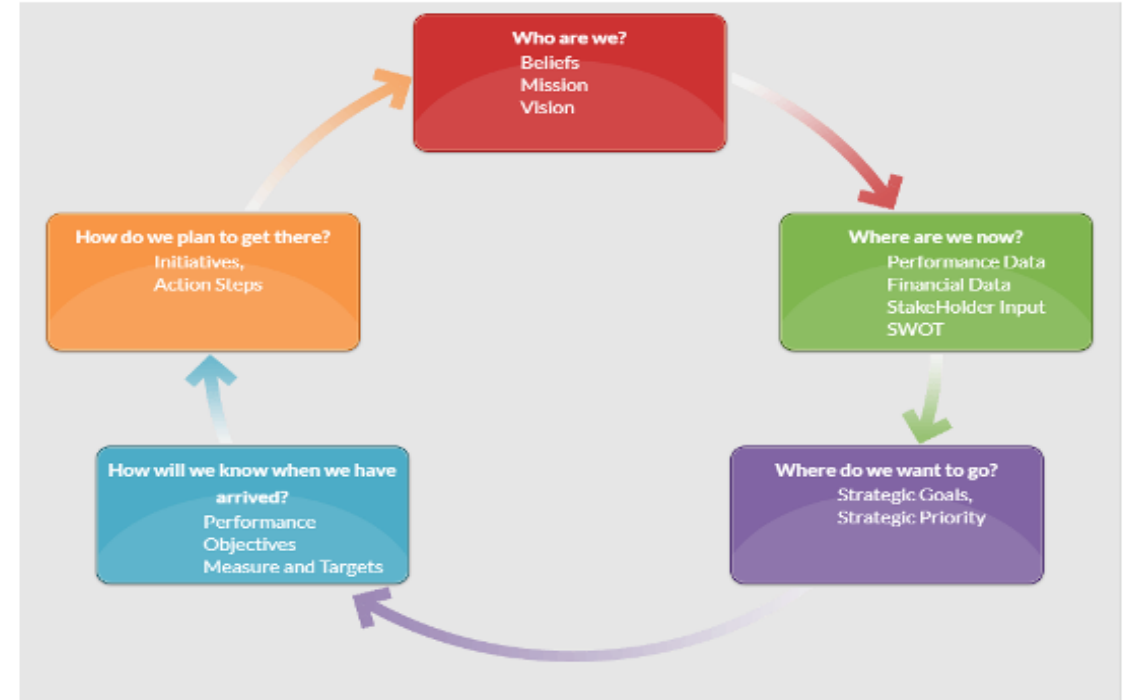 Who are we?
Beliefs
Mission
Vision
Where are we now?
Performance Data
Financial Data
StakeHolder Input
SWOT
Where do we want to go?
Strategic Goals,
Strategic Priority
How will we know when we have
arrived?
Performance
Objectives
Measure and Targets
How do we plan to get there?
Initiatives,
Action Steps